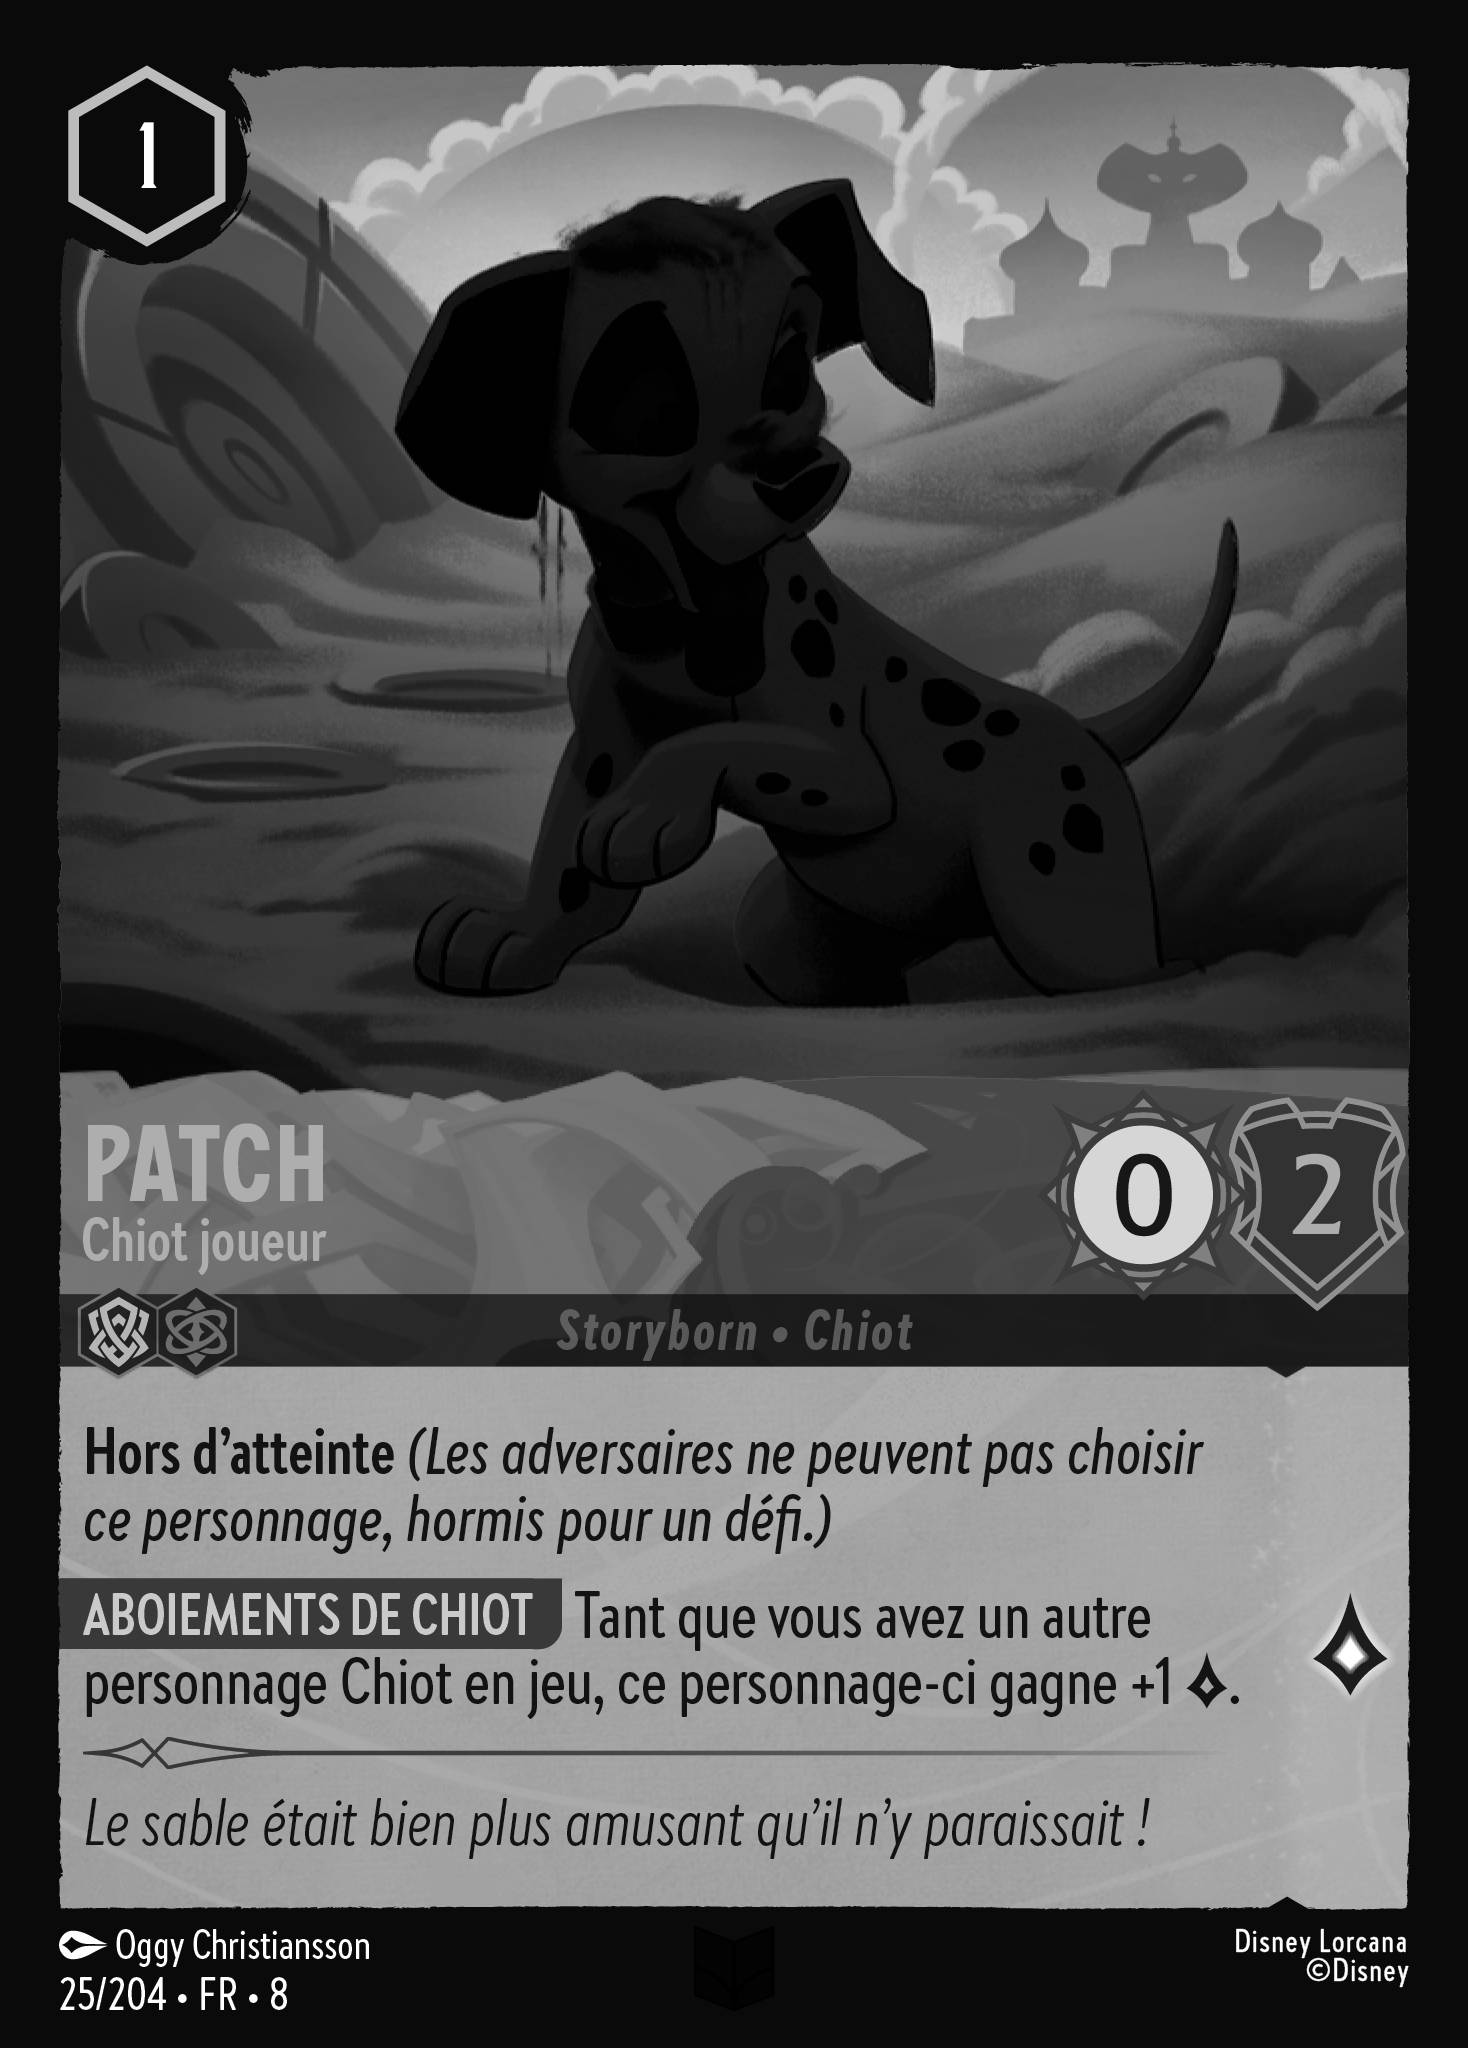 1
PATCH
Chiot joueur
0 2
Storyborn • Chiot
Hors d’atteinte (Les adversaires ne peuvent pas choisir
ce personnage, hormis pour un défi.)
ABOIEMENTS DE CHIOT Tant que vous avez un autre
personnage Chiot en jeu, ce personnage-ci gagne +1 .
Le sable était bien plus amusant qu’il n’y paraissait !
Oggy Christiansson
25/204 • FR • 8
Disney Lorcana
©Disney